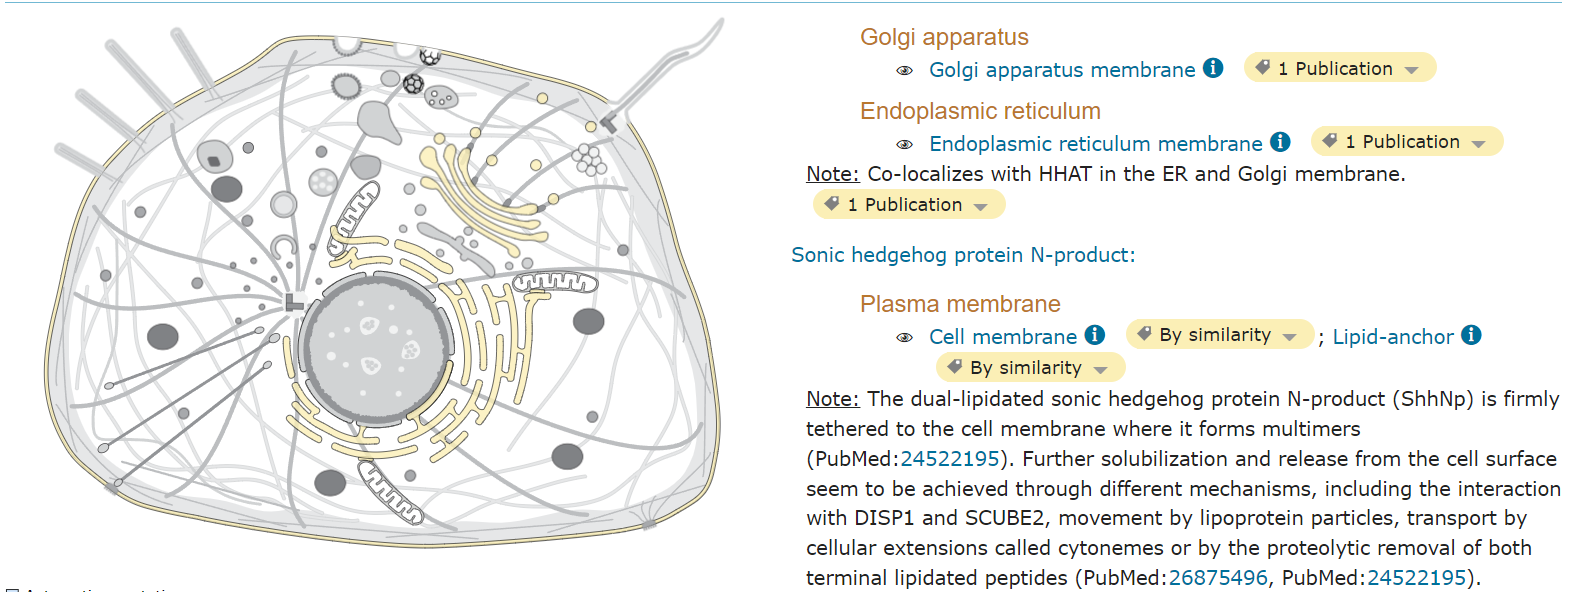 Golgi apparatus
Golgi apparatus membrane i 1 Publication
Endoplasmic reticulum
Endoplasmic reticulum membrane i 1 Publication
Note: Co-localizes with HHAT in the ER and Golgi membrane.
1 Publication
Sonic hedgehog protein N-product:
Plasma membrane
Cell membrane i By similarity ; Lipid-anchor i
By similarity
Note: The dual-lipidated sonic hedgehog protein N-product (ShhNp) is firmly
tethered to the cell membrane where it forms multimers
(PubMed:24522195). Further solubilization and release from the cell surface
seem to be achieved through different mechanisms, including the interaction
with DISP1 and SCUBE2, movement by lipoprotein particles, transport by
cellular extensions called cytonemes or by the proteolytic removal of both
terminal lipidated peptides (PubMed:26875496, PubMed:24522195).